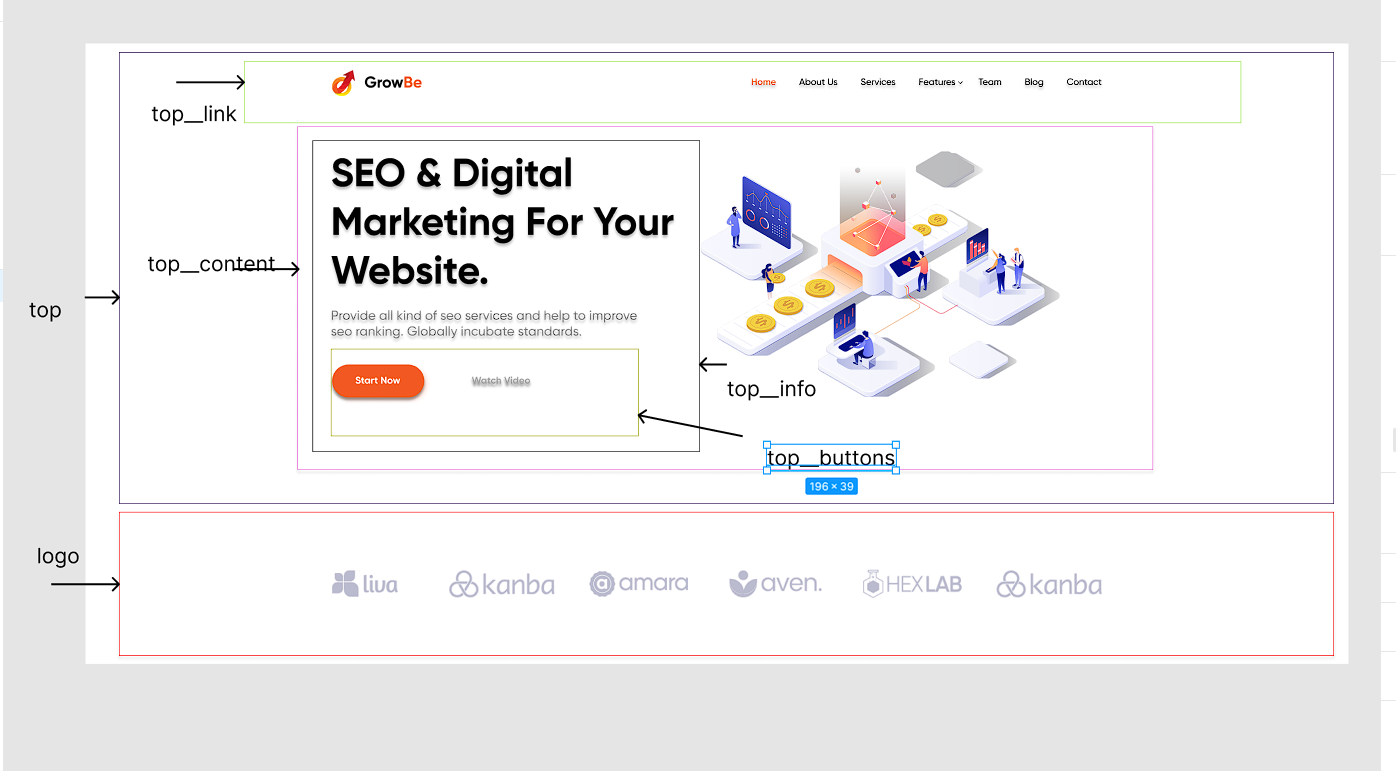 GrowBe
Home About Us Services Features Team Blog Contact
top__link
SEO & Digital
Marketing For Your
Website.
top__content
top
Provide all kind of seo services and help to improve
seo ranking. Globally incubate standards.
Start Now
Watch Video
top__info
top__buttons
196 × 39
logo
liva
kanba
amara
aven.
HEXLAB
kanba